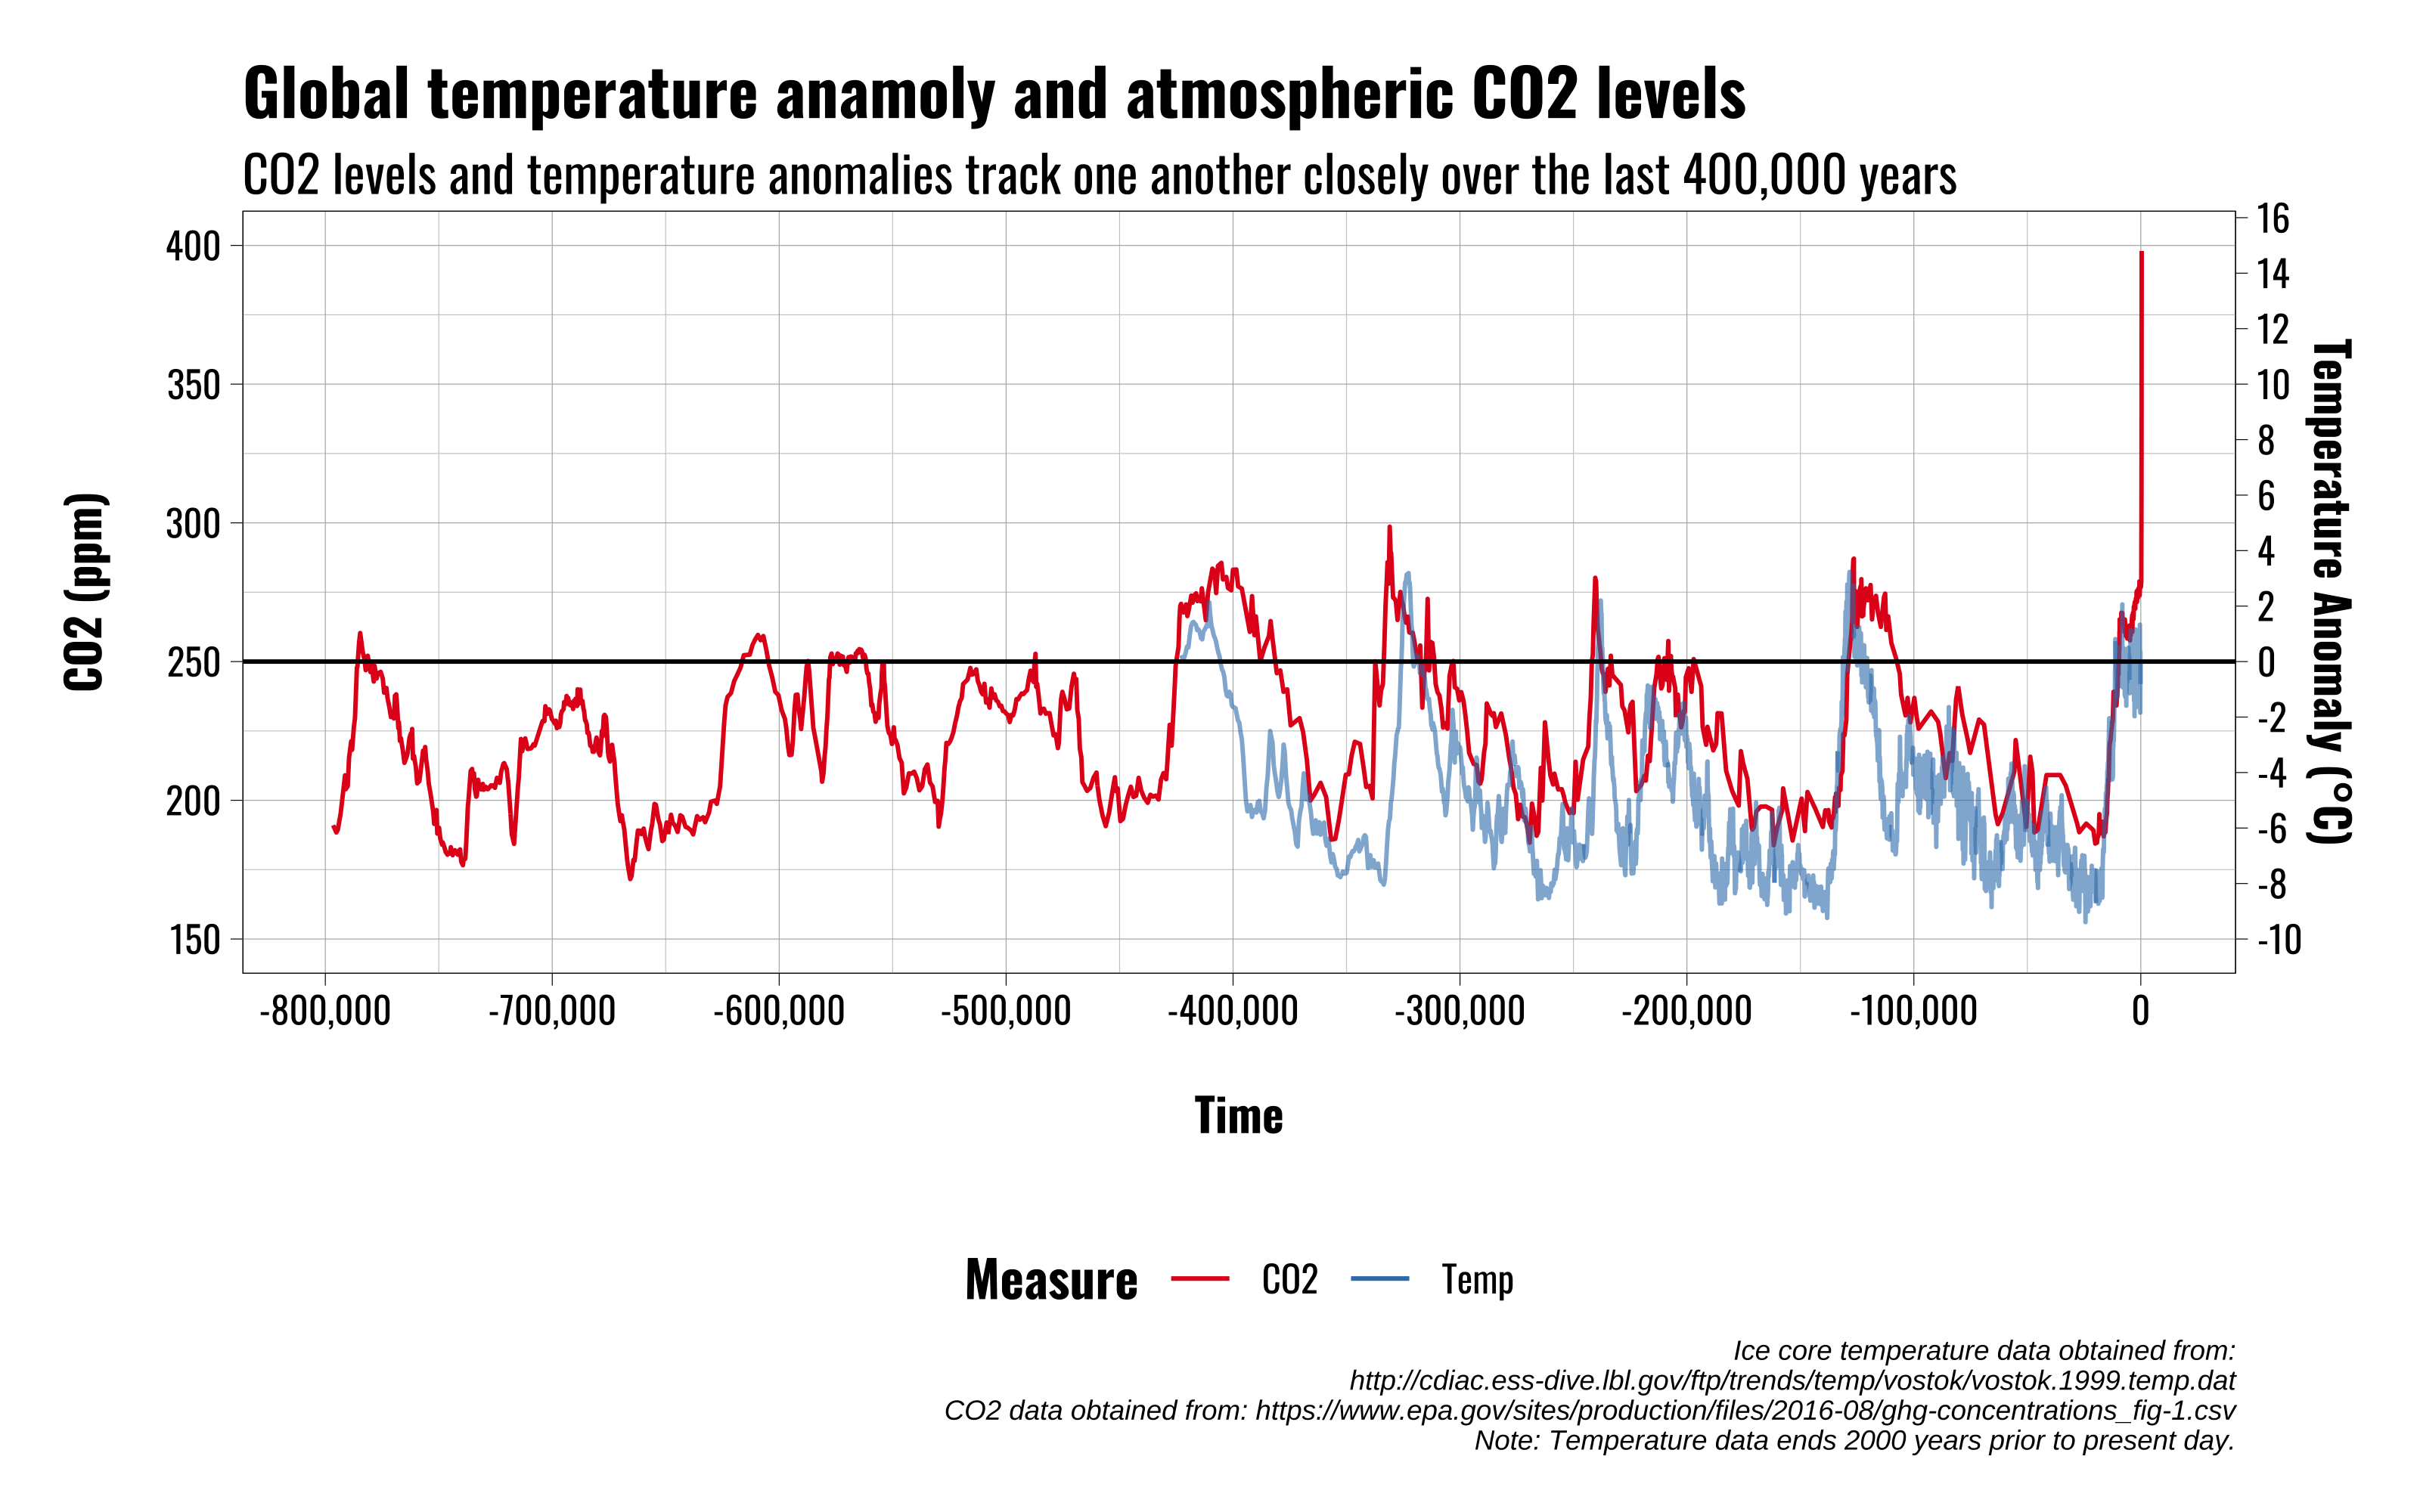 Global temperature anamoly and atmospheric CO2 levels
CO2 levels and temperature anomalies track one another closely over the last 400,000 years
CO2 (ppm)
400
350
300
250
200
150
16
14
12
10
8
6
4
2
0
-2
-4
-6
-8
-10
Temperature Anomaly (°C)
-800,000 -700,000 -600,000 -500,000 -400,000 -300,000 -200,000 -100,000 0
Time
Measure CO2 Temp
Ice core temperature data obtained from:
http://cdiac.ess-dive.lbl.gov/ftp/trends/temp/vostok/vostok.1999.temp.dat
CO2 data obtained from: https://www.epa.gov/sites/production/files/2016-08/ghg-concentrations_fig-1.csv
Note: Temperature data ends 2000 years prior to present day.